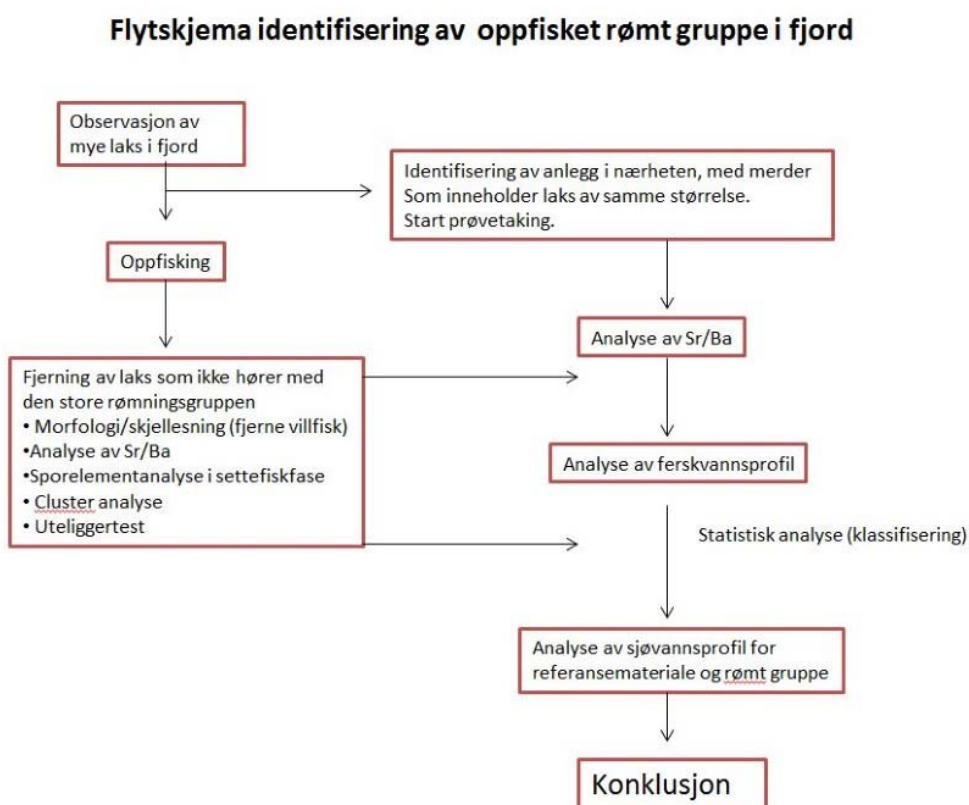 Flytskjema identifisering av oppfisket rømt gruppe i fjord
Observasjon av
mye laks i fjord
Identifisering av anlegg i nærheten, med merder
Som inneholder laks av samme størrelse.
Start prøvetaking.
Oppfisking
Analyse av Sr/Ba
Fjerning av laks som ikke hører med
den store rømningsgruppen
• Morfologi/skjellesning (fjerne villfisk)
•Analyse av Sr/Ba
•Sporelementanalyse i settefiskfase
• Cluster analyse
• Uteliggertest
Analyse av ferskvannsprofil
Statistisk analyse (klassifisering)
Analyse av sjøvannsprofil for
referansemateriale og rømt gruppe
Konklusjon